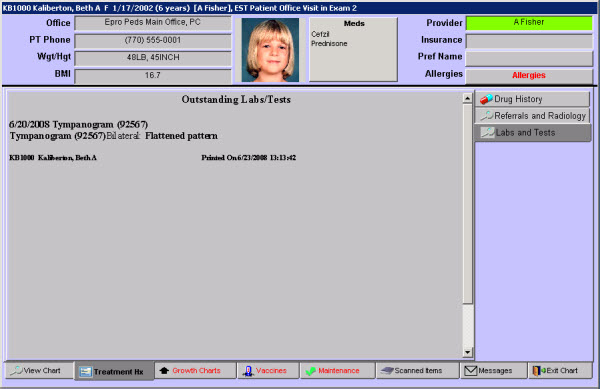 KB1000 Kaliberton, Beth A F 1/17/2002 (6 years) [A Fisher], EST Patient Office Visit in Exam 2
Office Epro Peds Main Office, PC
PT Phone (770) 555-0001
Wgt/Hgt 48LB, 45INCH
BMI 16.7
Meds
Cefzil
Prednisone
Provider A Fisher
Insurance
Pref Name
Allergies Allergies
Outstanding Labs/Tests
6/20/2008 Tympanogram (92567)
Tympanogram (92567)Bilateral: Flattened pattern
KB1000 Kaliberton, Beth A Printed On6/23/2008 13:13:42
Drug History
Referrals and Radiology
Labs and Tests
View Chart Treatment Hx Growth Charts Vaccines Maintenance Scanned Items Messages Exit Chart